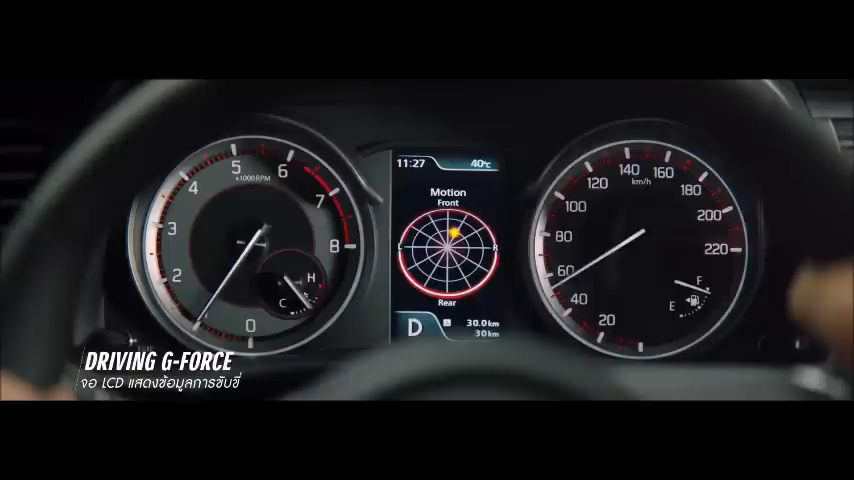 5
6
4
x1000RPM
7
3
8
2
H
C
0
11:27 40°C
Motion
Front
L R
Rear
D 30.0km
30km
140
160
120
km/h
180
100
200
80
220
60
F
40
E
20
DRIVING G-FORCE
จอ LCD แสดงข้อมูลการขับขี่